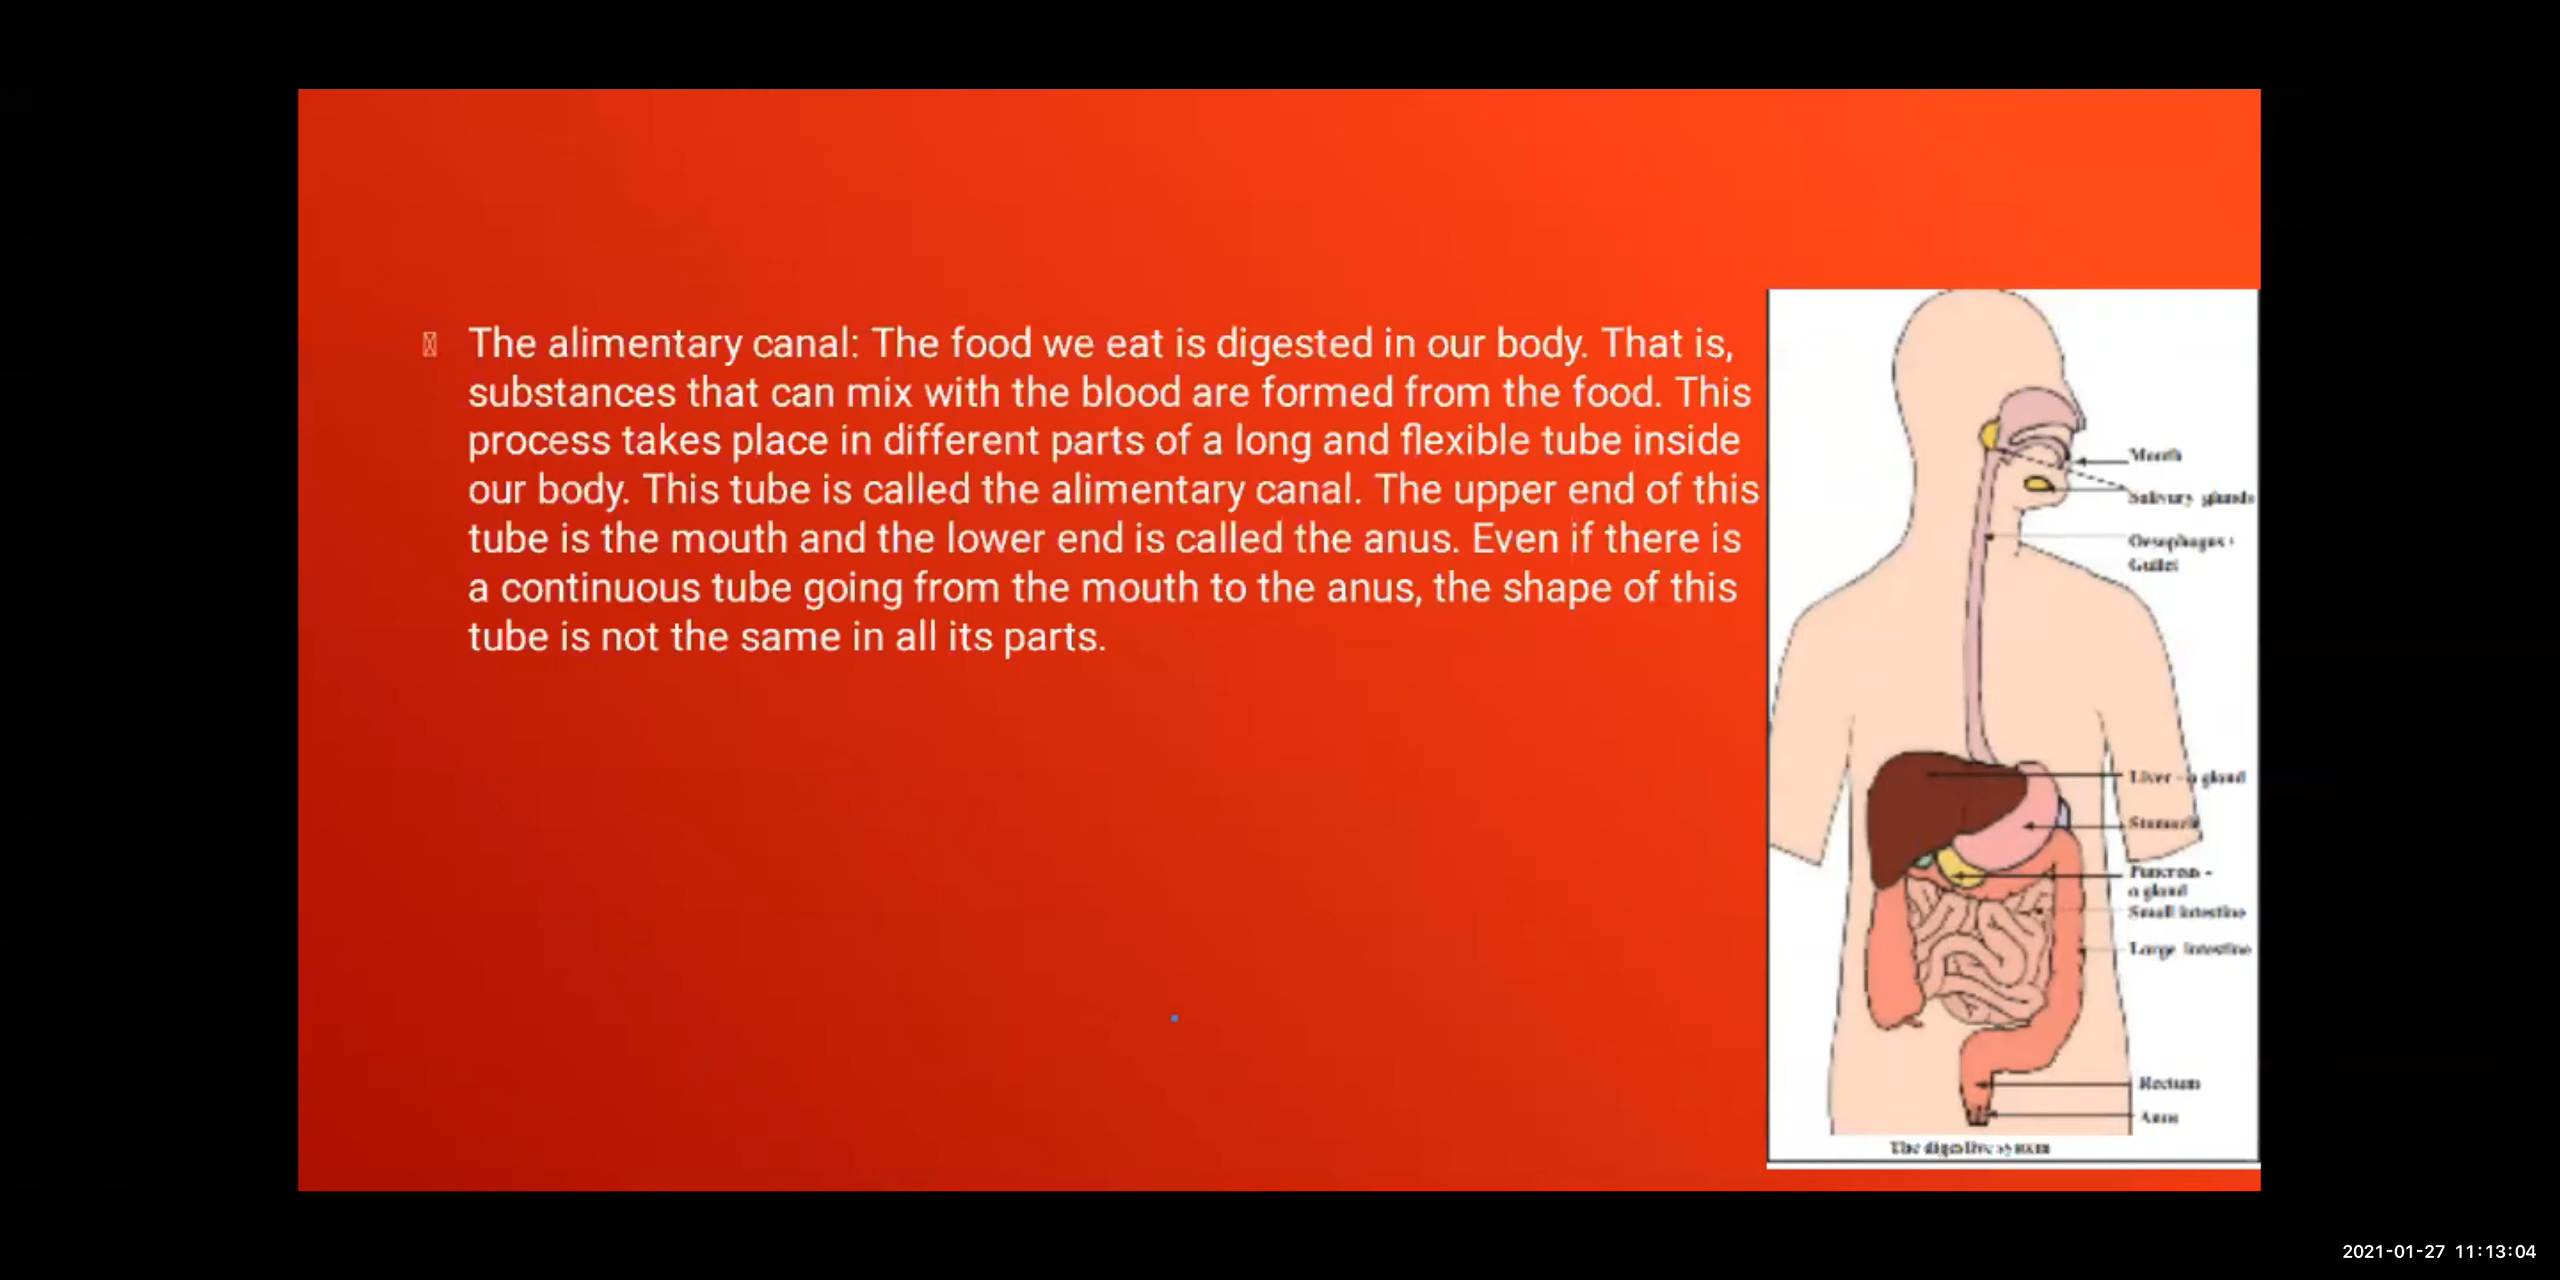 The alimentary canal: The food we eat is digested in our body. That is,
substances that can mix with the blood are formed from the food. This
process takes place in different parts of a long and flexible tube inside
our body. This tube is called the alimentary canal. The upper end of this
tube is the mouth and the lower end is called the anus. Even if there is
a continuous tube going from the mouth to the anus, the shape of this
tube is not the same in all its parts.
Mouth
Salivary glands
Oesophagus /
Gullet
Liver - a gland
Stomach
Pancreas -
a gland
Small intestine
Large intestine
Rectum
Anus
The digestive system
2021-01-27 11:13:04